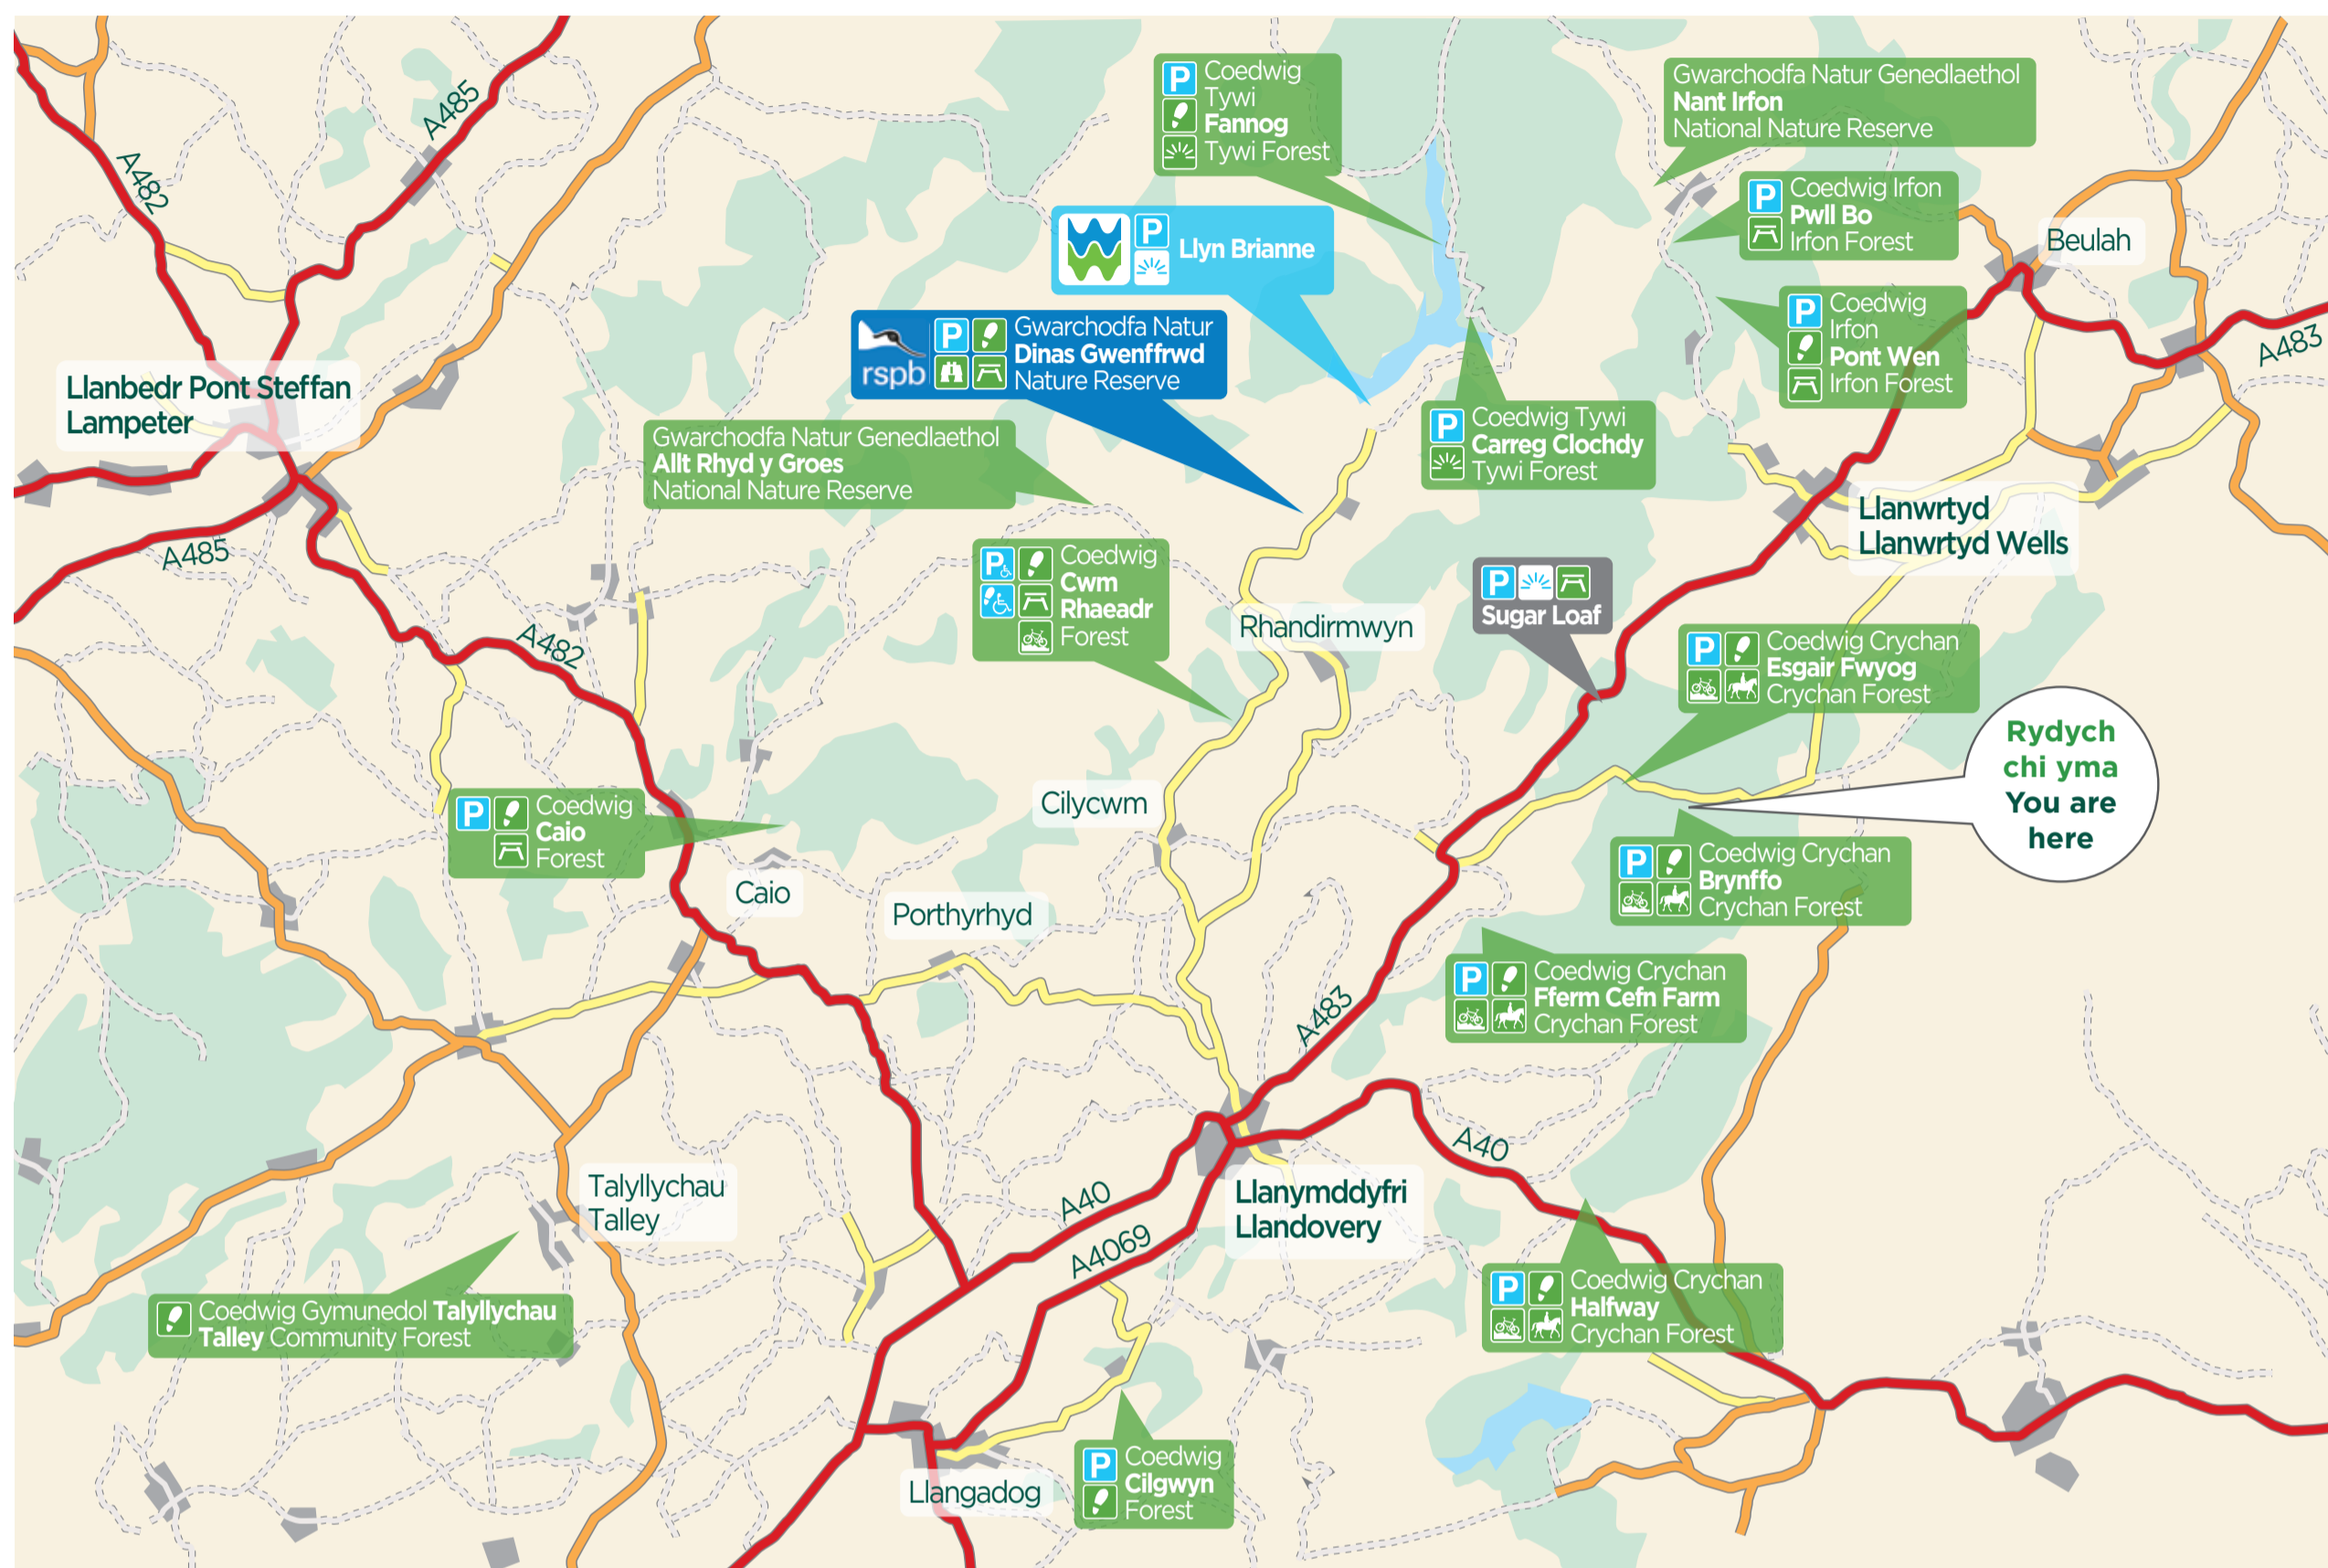 A485
A482
P
Coedwig
Tywi
Fannog
Tywi Forest
Gwarchodfa Natur Genedlaethol
Nant Irfon
National Nature Reserve
P
Coedwig Irfon
Pwll Bo
Irfon Forest
Beulah
P
Llyn Brianne
rspb
P
Gwarchodfa Natur
Dinas Gwenffrwd
Nature Reserve
P
Coedwig
Irfon
Pont Wen
Irfon Forest
A483
Llanbedr Pont Steffan
Lampeter
Gwarchodfa Natur Genedlaethol
Allt Rhyd y Groes
National Nature Reserve
P
Coedwig Tywi
Carreg Clochdy
Tywi Forest
Llanwrtyd
Llanwrtyd Wells
A485
P
Coedwig
Cwm
Rhaeadr
Forest
P
Sugar Loaf
Rhandirmwyn
A482
P
Coedwig Crychan
Esgair Fwyog
Crychan Forest
Rydych
chi yma
You are
here
P
Coedwig
Caio
Forest
Cilycwm
P
Coedwig Crychan
Brynffo
Crychan Forest
Caio
Porthyrhyd
P
Coedwig Crychan
Fferm Cefn Farm
Crychan Forest
A483
A40
Talyllychau
Talley
A40
A4069
Llanymddyfri
Llandovery
P
Coedwig Crychan
Halfway
Crychan Forest
Coedwig Gymunedol Talyllychau
Talley Community Forest
P
Coedwig
Cilgwyn
Forest
Llangadog